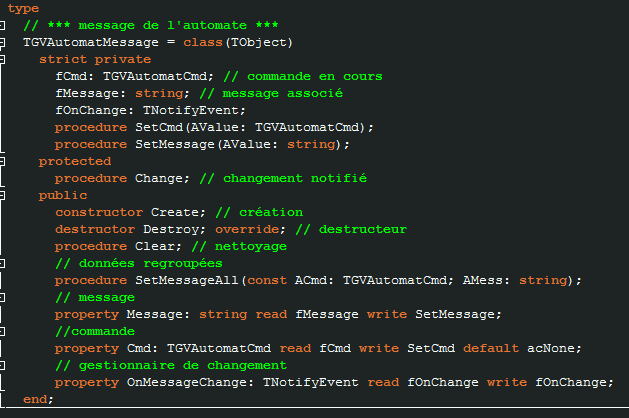 type
// *** message de l'automate ***
TGVAutomatMessage = class(TObject)
strict private
fCmd: TGVAutomatCmd; // commande en cours
fMessage: string; // message associé
fOnChange: TNotifyEvent;
procedure SetCmd(AValue: TGVAutomatCmd);
procedure SetMessage(AValue: string);
protected
procedure Change; // changement notifié
public
constructor Create; // création
destructor Destroy; override; // destructeur
procedure Clear; // nettoyage
// données regroupées
procedure SetMessageAll(const ACmd: TGVAutomatCmd; AMess: string);
// message
property Message: string read fMessage write SetMessage;
//commande
property Cmd: TGVAutomatCmd read fCmd write SetCmd default acNone;
// gestionnaire de changement
property OnMessageChange: TNotifyEvent read fOnChange write fOnChange;
end;